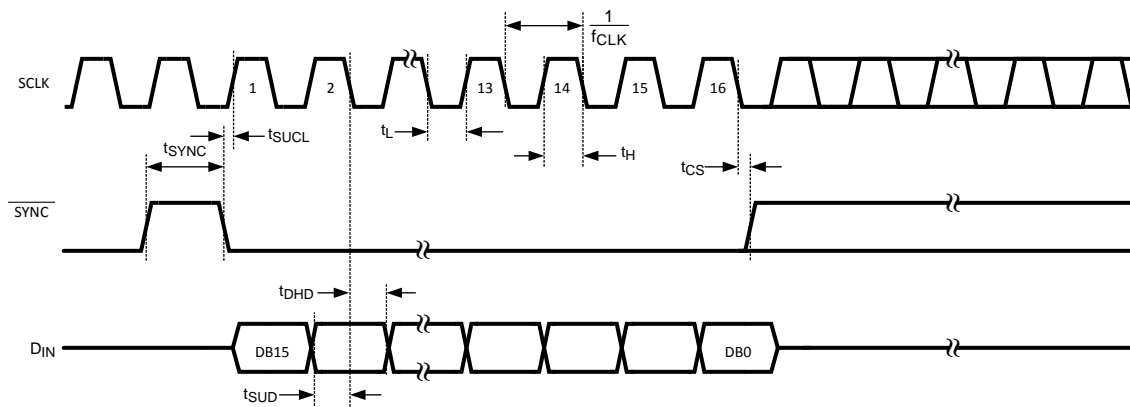 1
fCLK
SCLK
1
2
13
14
15
16
tSUCL
tL
tH
tSYNC
tCS
SYNC
tDHD
DIN
DB15
DB0
tSUD